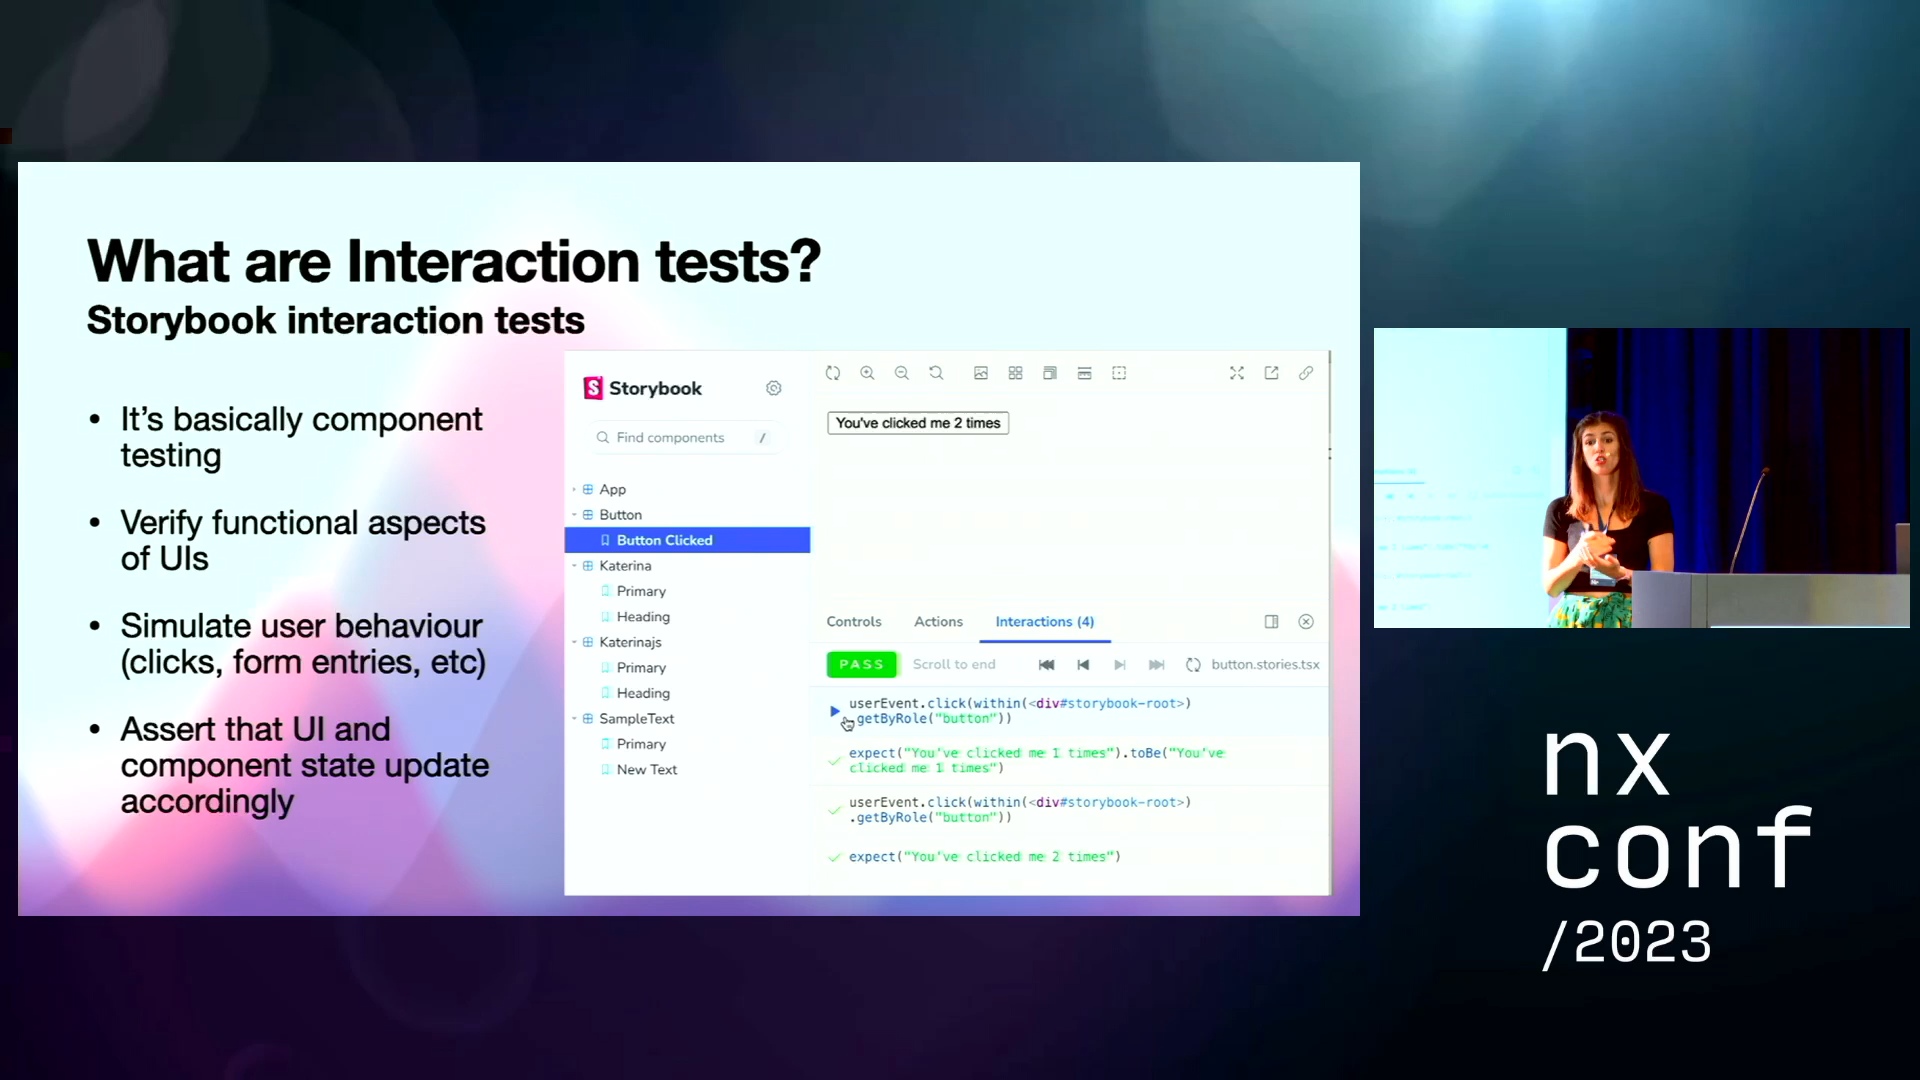 What are Interaction tests?
Storybook interaction tests
• It's basically component
testing
• Verify functional aspects
of UIs
• Simulate user behaviour
(clicks, form entries, etc)
• Assert that UI and
component state update
accordingly
Storybook
Find components /
App
Button
Button Clicked
Katerina
Primary
Heading
Katerinajs
Primary
Heading
SampleText
Primary
New Text
You've clicked me 2 times
Controls Actions Interactions (4)
PASS Scroll to end button.stories.tsx
userEvent.click(within(<div#storybook-root>)
.getByRole("button"))
expect("You've clicked me 1 times").toBe("You've
clicked me 1 times")
userEvent.click(within(<div#storybook-root>)
.getByRole("button"))
expect("You've clicked me 2 times")
nx
conf
/2023